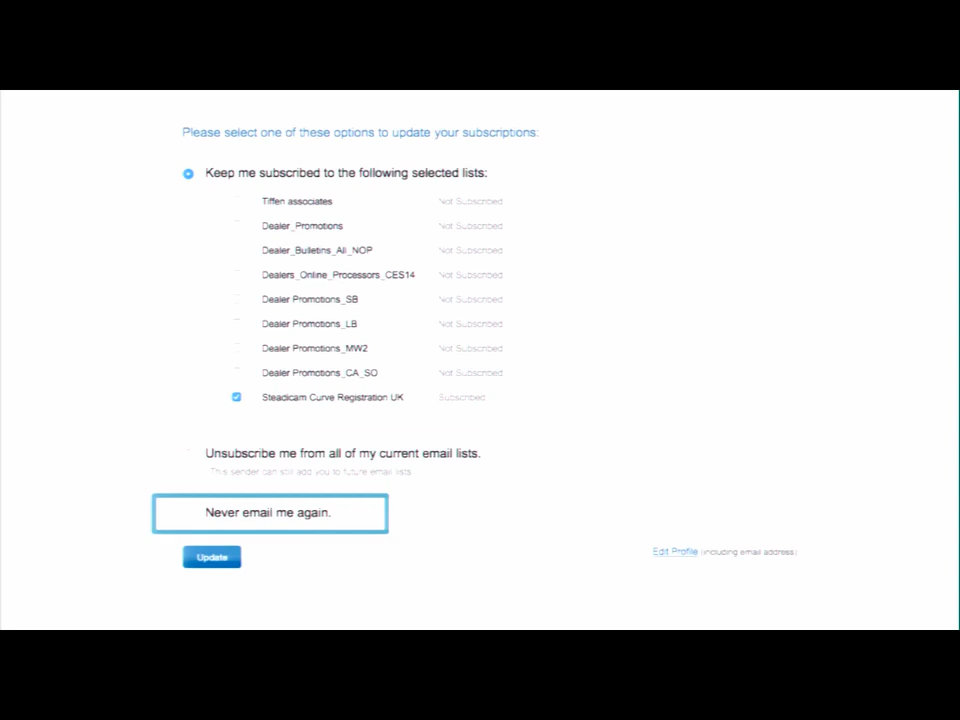 Please select one of these options to update your subscriptions:
Keep me subscribed to the following selected lists:
Tiffen associates Not Subscribed
Dealer_Promotions Not Subscribed
Dealer_Bulletins_All_NOP Not Subscribed
Dealers_Online_Processors_CES14 Not Subscribed
Dealer Promotions_SB Not Subscribed
Dealer Promotions_LB Not Subscribed
Dealer Promotions_MW2 Not Subscribed
Dealer Promotions_CA_SO Not Subscribed
Steadicam Curve Registration UK Subscribed
Unsubscribe me from all of my current email lists.
This sender can still add you to future email lists
Never email me again.
Update
Edit Profile (including email address)